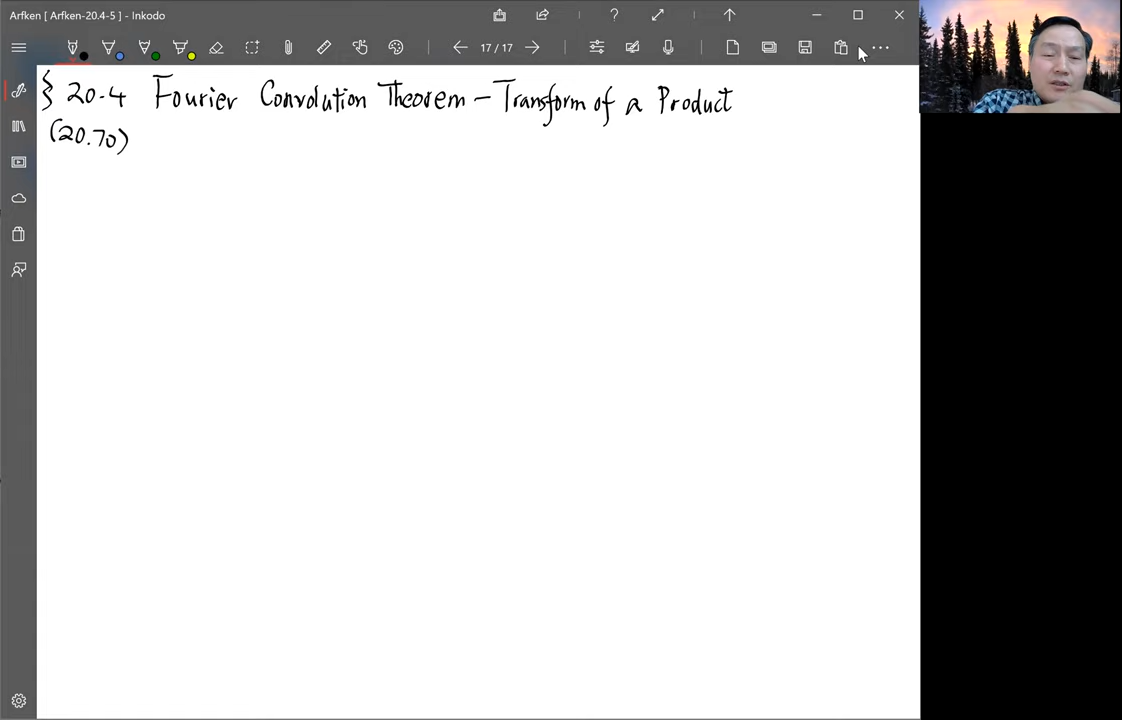 Arfken [ Arfken-20.4-5 ] - Inkodo
17 / 17
§ 20.4 Fourier Convolution Theorem – Transform of a Product
(20.70)